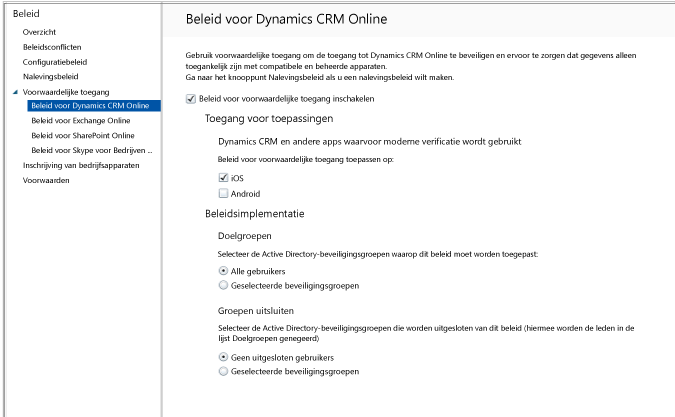 Beleid
Overzicht
Beleidsconflicten
Configuratiebeleid
Nalevingsbeleid
Voorwaardelijke toegang
Beleid voor Dynamics CRM Online
Beleid voor Exchange Online
Beleid voor SharePoint Online
Beleid voor Skype voor Bedrijven ...
Inschrijving van bedrijfsapparaten
Voorwaarden
Beleid voor Dynamics CRM Online
Gebruik voorwaardelijke toegang om de toegang tot Dynamics CRM Online te beveiligen en ervoor te zorgen dat gegevens alleen
toegankelijk zijn met compatibele en beheerde apparaten.
Ga naar het knooppunt Nalevingsbeleid als u een nalevingsbeleid wilt maken.
Beleid voor voorwaardelijke toegang inschakelen
Toegang voor toepassingen
Dynamics CRM en andere apps waarvoor moderne verificatie wordt gebruikt
Beleid voor voorwaardelijke toegang toepassen op:
iOS
Android
Beleidsimplementatie
Doelgroepen
Selecteer de Active Directory-beveiligingsgroepen waarop dit beleid moet worden toegepast:
Alle gebruikers
Geselecteerde beveiligingsgroepen
Groepen uitsluiten
Selecteer de Active Directory-beveiligingsgroepen die worden uitgesloten van dit beleid (hiermee worden de leden in de
lijst Doelgroepen genegeerd)
Geen uitgesloten gebruikers
Geselecteerde beveiligingsgroepen